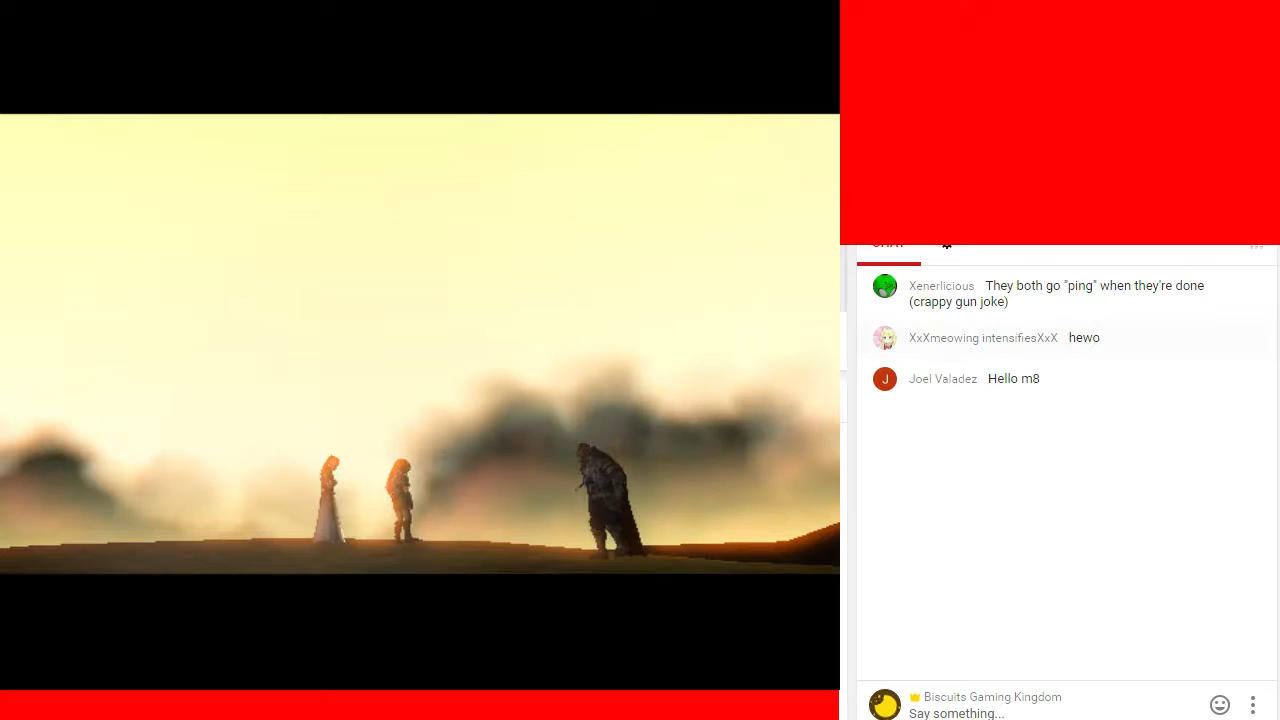 CHAT
Xenerlicious They both go "ping" when they're done
(crappy gun joke)
XxXmeowing intensifiesXxX hewo
J Joel Valadez Hello m8
Biscuits Gaming Kingdom
Say something...